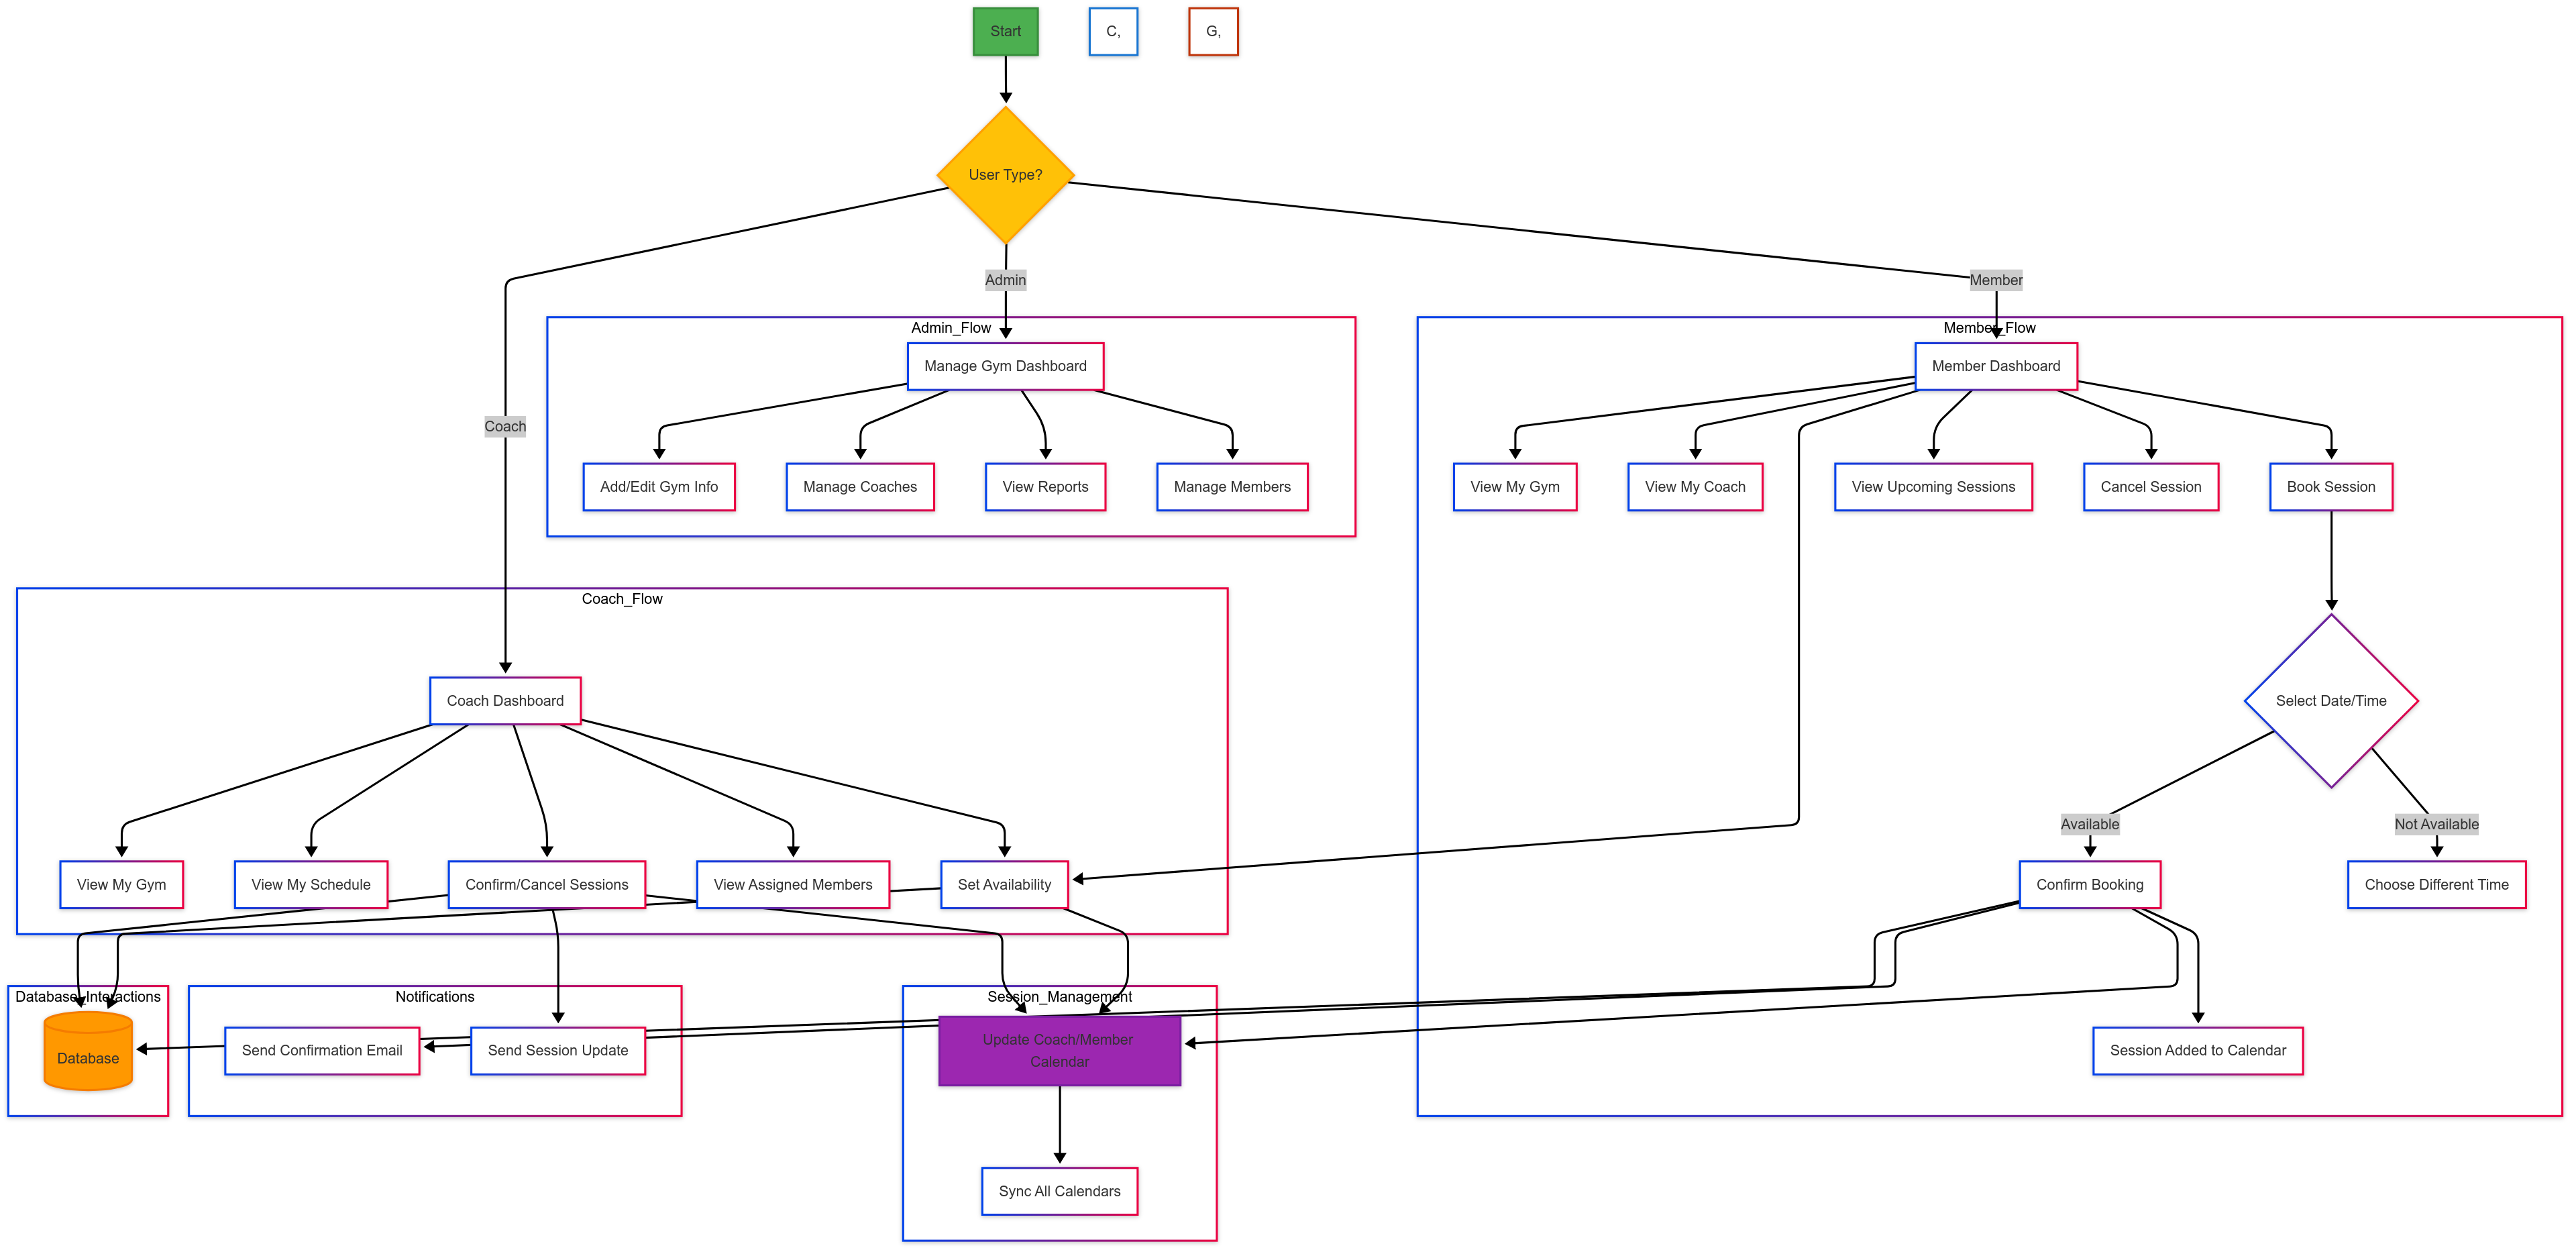 Start
C,
G,
User Type?
Admin
Member
Admin_Flow
Member_Flow
Manage Gym Dashboard
Member Dashboard
Coach
Add/Edit Gym Info
Manage Coaches
View Reports
Manage Members
View My Gym
View My Coach
View Upcoming Sessions
Cancel Session
Book Session
Coach_Flow
Coach Dashboard
Select Date/Time
Available
Not Available
View My Gym
View My Schedule
Confirm/Cancel Sessions
View Assigned Members
Set Availability
Confirm Booking
Choose Different Time
Database_Interactions
Notifications
Session_Management
Database
Send Confirmation Email
Send Session Update
Update Coach/Member
Calendar
Session Added to Calendar
Sync All Calendars